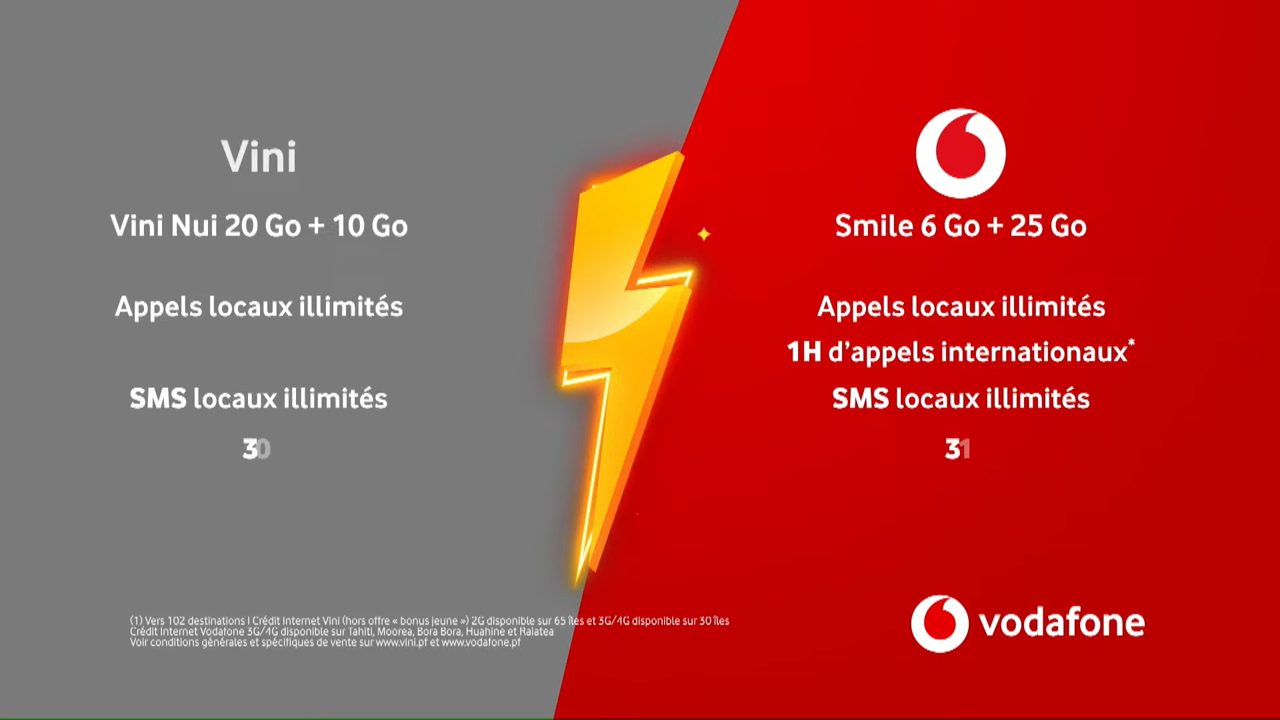 Vini
Vini Nui 20 Go + 10 Go
Appels locaux illimités
SMS locaux illimités
30
Smile 6 Go + 25 Go
Appels locaux illimités
1H d'appels internationaux*
SMS locaux illimités
31
(1) Vers 102 destinations | Crédit Internet Vini (hors offre « bonus jeune ») 2G disponible sur 65 îles et 3G/4G disponible sur 30 îles
Crédit Internet Vodafone 3G/4G disponible sur Tahiti, Moorea, Bora Bora, Huahine et Raiatea
Voir conditions générales et spécifiques de vente sur www.vini.pf et www.vodafone.pf
vodafone